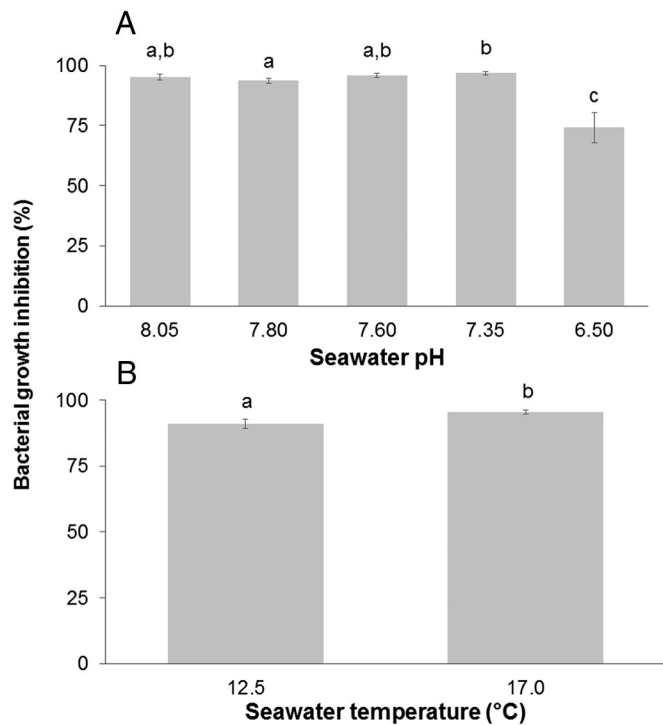 A
a,b a a,b b c
100
75
50
25
0
8.05 7.80 7.60 7.35 6.50
Seawater pH
Bacterial growth inhibition (%)
B
a b
100
75
50
25
0
12.5 17.0
Seawater temperature (°C)